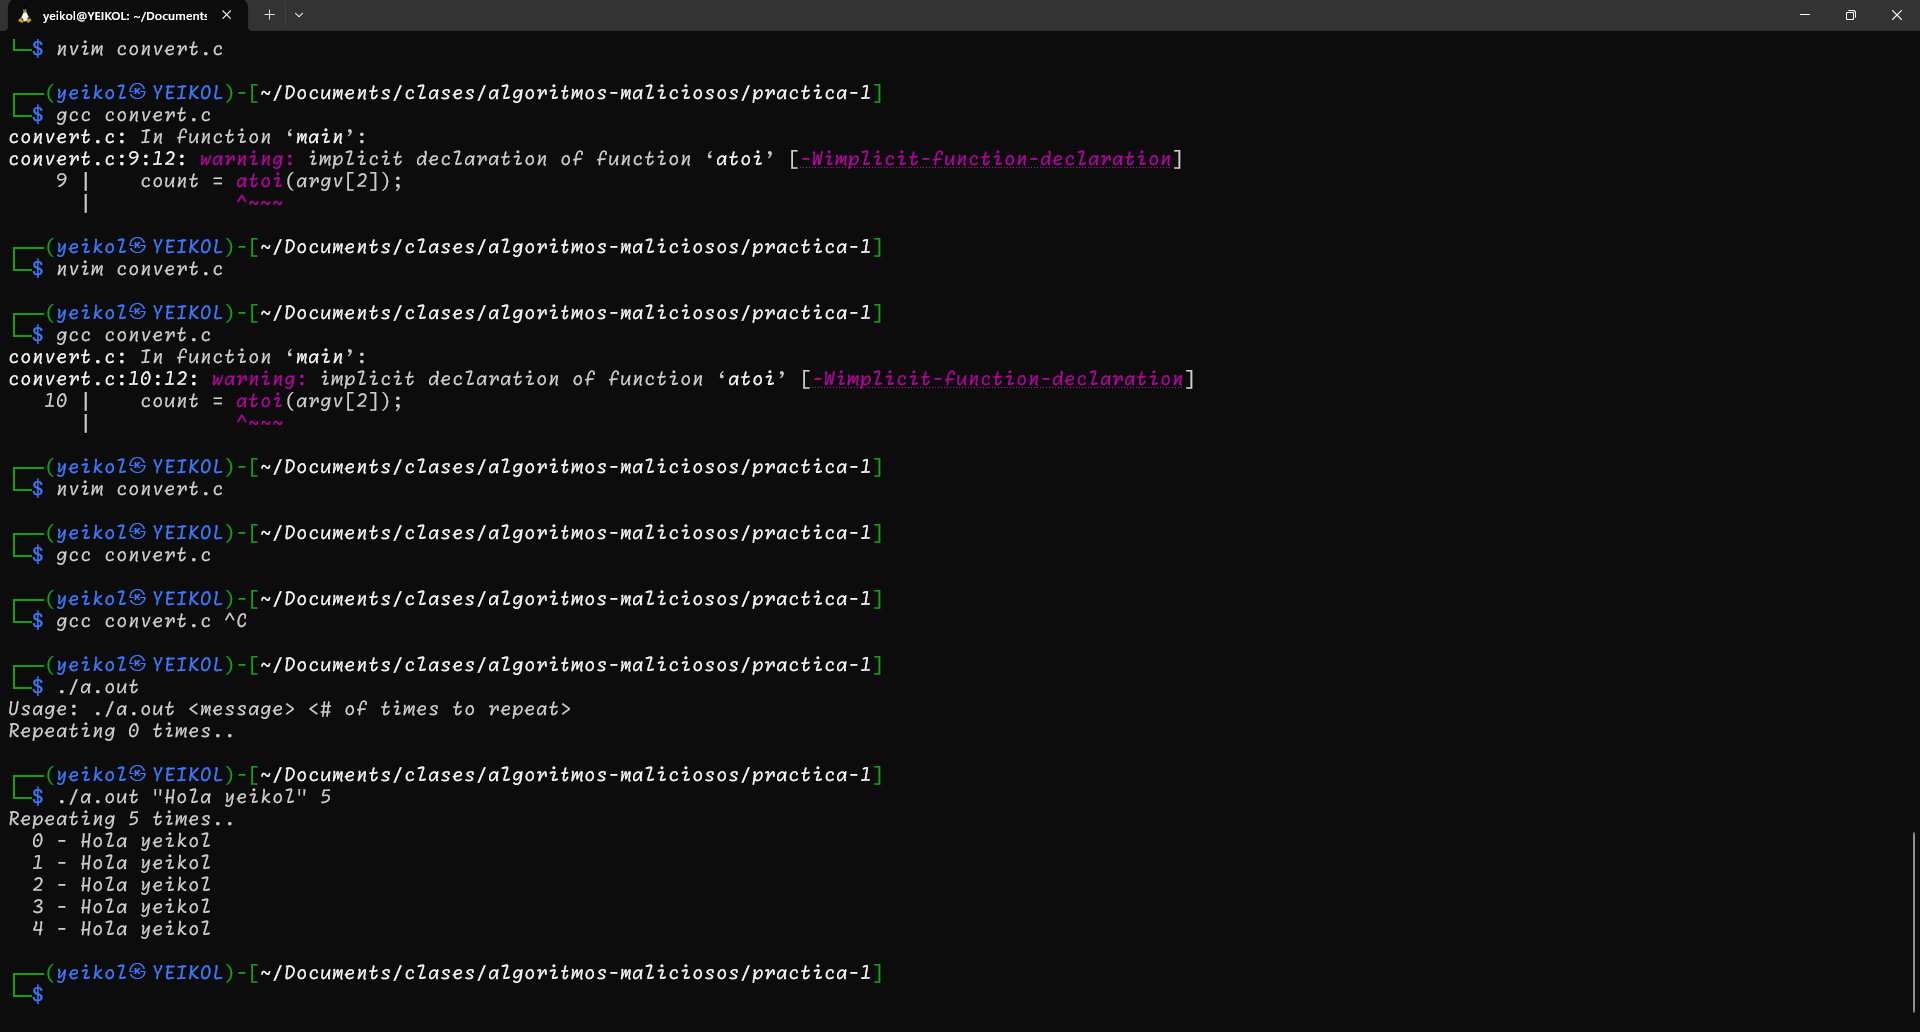 yeikol@YEIKOL: ~/Documents
└─$ nvim convert.c
┌──(yeikol㉿YEIKOL)-[~/Documents/clases/algoritmos-maliciosos/practica-1]
└─$ gcc convert.c
convert.c: In function ‘main’:
convert.c:9:12: warning: implicit declaration of function ‘atoi’ [-Wimplicit-function-declaration]
9 |    count = atoi(argv[2]);
|            ^~~~
┌──(yeikol㉿YEIKOL)-[~/Documents/clases/algoritmos-maliciosos/practica-1]
└─$ nvim convert.c
┌──(yeikol㉿YEIKOL)-[~/Documents/clases/algoritmos-maliciosos/practica-1]
└─$ gcc convert.c
convert.c: In function ‘main’:
convert.c:10:12: warning: implicit declaration of function ‘atoi’ [-Wimplicit-function-declaration]
10 |    count = atoi(argv[2]);
|            ^~~~
┌──(yeikol㉿YEIKOL)-[~/Documents/clases/algoritmos-maliciosos/practica-1]
└─$ nvim convert.c
┌──(yeikol㉿YEIKOL)-[~/Documents/clases/algoritmos-maliciosos/practica-1]
└─$ gcc convert.c
┌──(yeikol㉿YEIKOL)-[~/Documents/clases/algoritmos-maliciosos/practica-1]
└─$ gcc convert.c ^C
┌──(yeikol㉿YEIKOL)-[~/Documents/clases/algoritmos-maliciosos/practica-1]
└─$ ./a.out
Usage: ./a.out <message> <# of times to repeat>
Repeating 0 times..
┌──(yeikol㉿YEIKOL)-[~/Documents/clases/algoritmos-maliciosos/practica-1]
└─$ ./a.out "Hola yeikol" 5
Repeating 5 times..
0 - Hola yeikol
1 - Hola yeikol
2 - Hola yeikol
3 - Hola yeikol
4 - Hola yeikol
┌──(yeikol㉿YEIKOL)-[~/Documents/clases/algoritmos-maliciosos/practica-1]
└─$